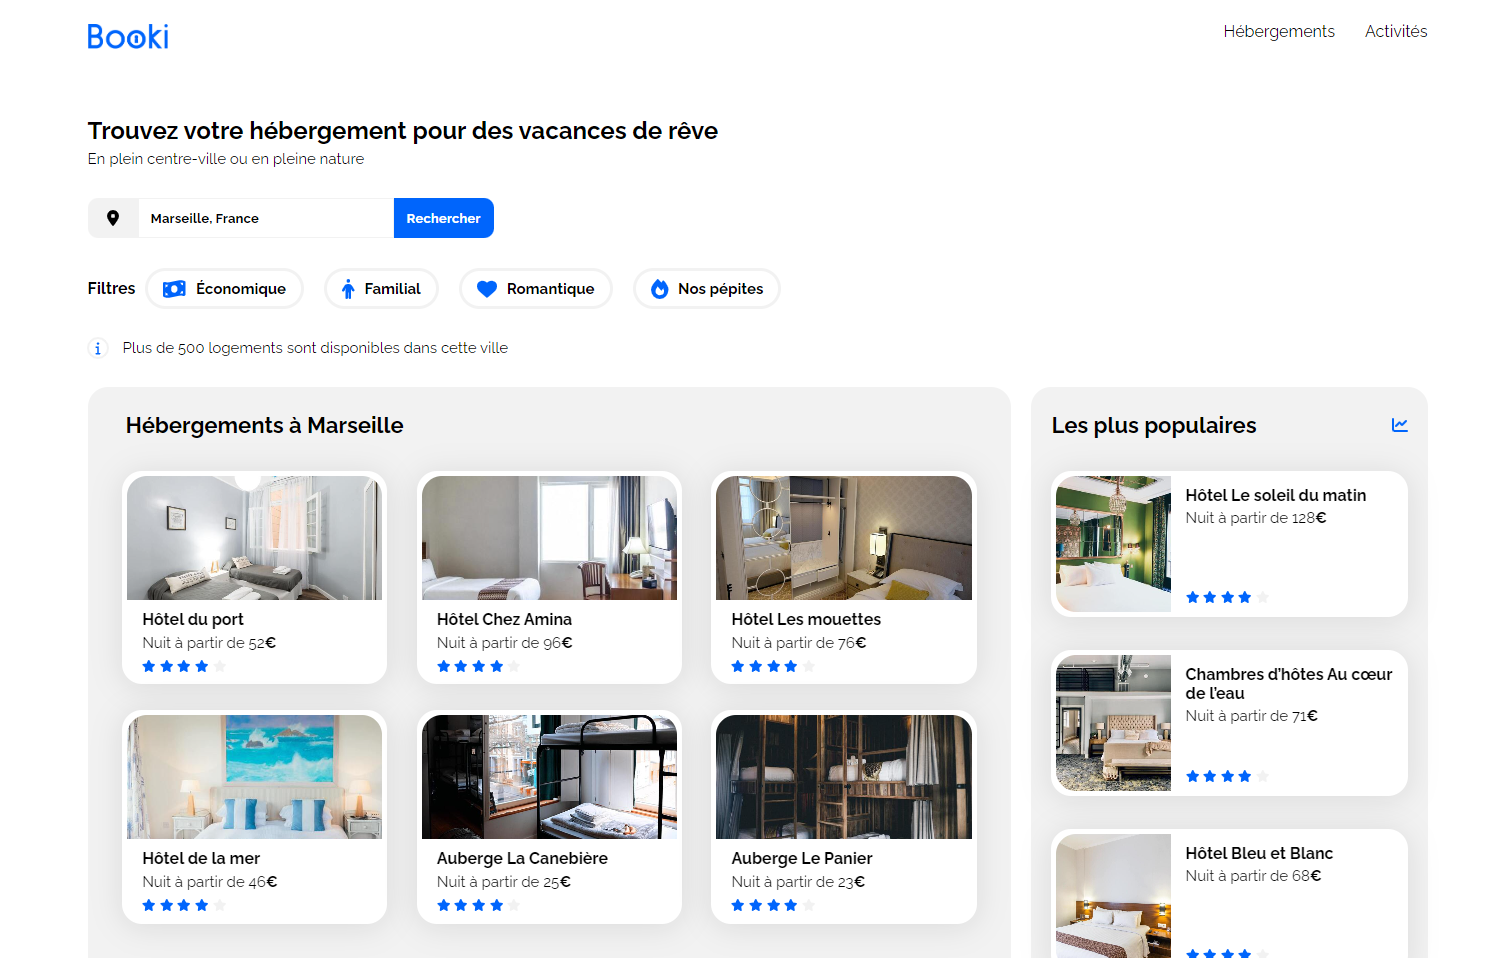 Booki
Hébergements
Activités
Trouvez votre hébergement pour des vacances de rêve
En plein centre-ville ou en pleine nature
Marseille, France
Rechercher
Filtres
Économique
Familial
Romantique
Nos pépites
Plus de 500 logements sont disponibles dans cette ville
Hébergements à Marseille
Hôtel du port
Nuit à partir de 52€
Hôtel Chez Amina
Nuit à partir de 96€
Hôtel Les mouettes
Nuit à partir de 76€
Hôtel de la mer
Nuit à partir de 46€
Auberge La Canebière
Nuit à partir de 25€
Auberge Le Panier
Nuit à partir de 23€
Les plus populaires
Hôtel Le soleil du matin
Nuit à partir de 128€
Chambres d’hôtes Au cœur
de l’eau
Nuit à partir de 71€
Hôtel Bleu et Blanc
Nuit à partir de 68€